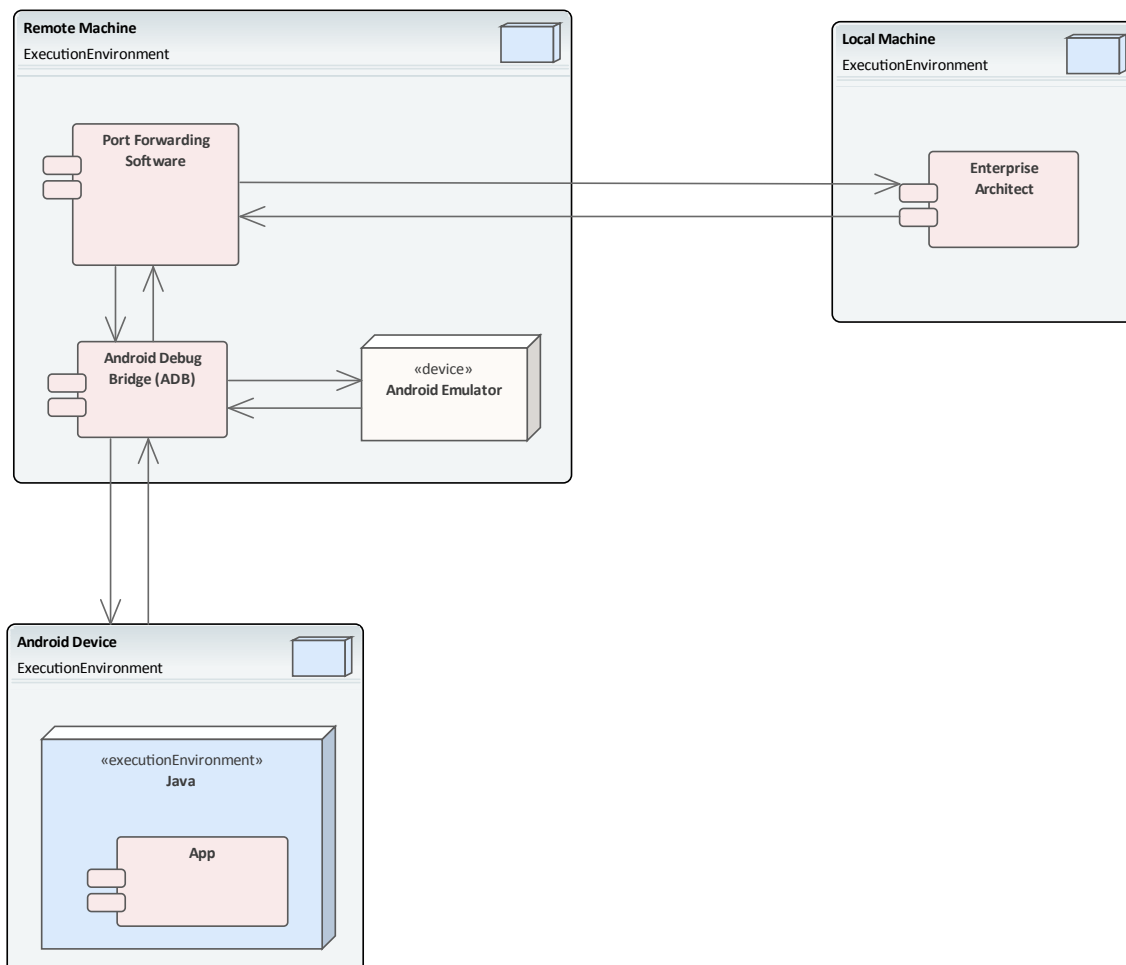 Remote Machine
ExecutionEnvironment
Port Forwarding
Software
Android Debug
Bridge (ADB)
«device»
Android Emulator
Local Machine
ExecutionEnvironment
Enterprise
Architect
Android Device
ExecutionEnvironment
«executionEnvironment»
Java
App